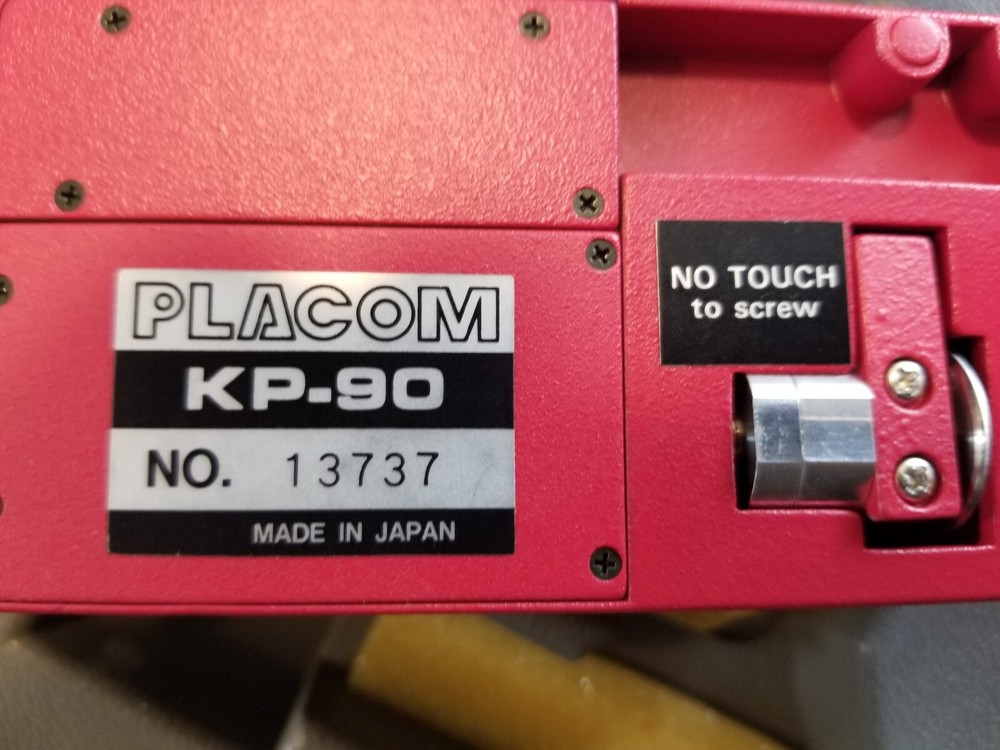 PLACOM
KP-90
NO. 13737
MADE IN JAPAN
NO TOUCH
to screw